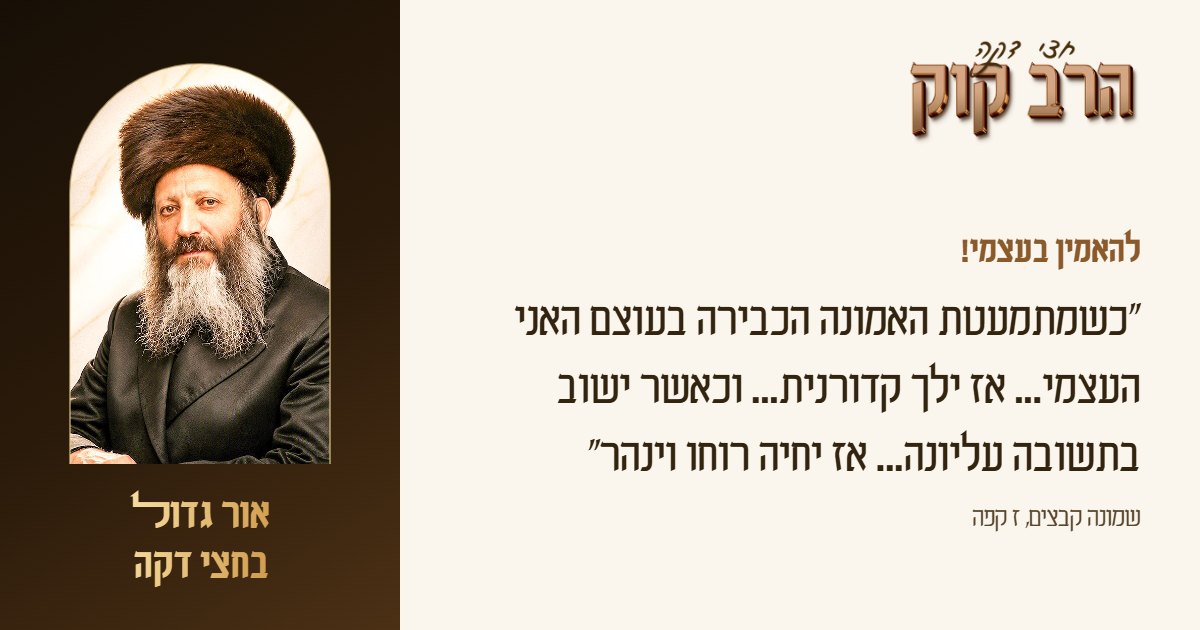 חצי דקה
הרב קוק
להאמין בעצמי!
"כשמתמעטת האמונה הכבירה בעוצם האני
העצמי... אז ילך קדורנית... וכאשר ישוב
בתשובה עליונה... אז יחיה רוחו וינהר"
שמונה קבצים, ז קפה
אור גדול
בחצי דקה